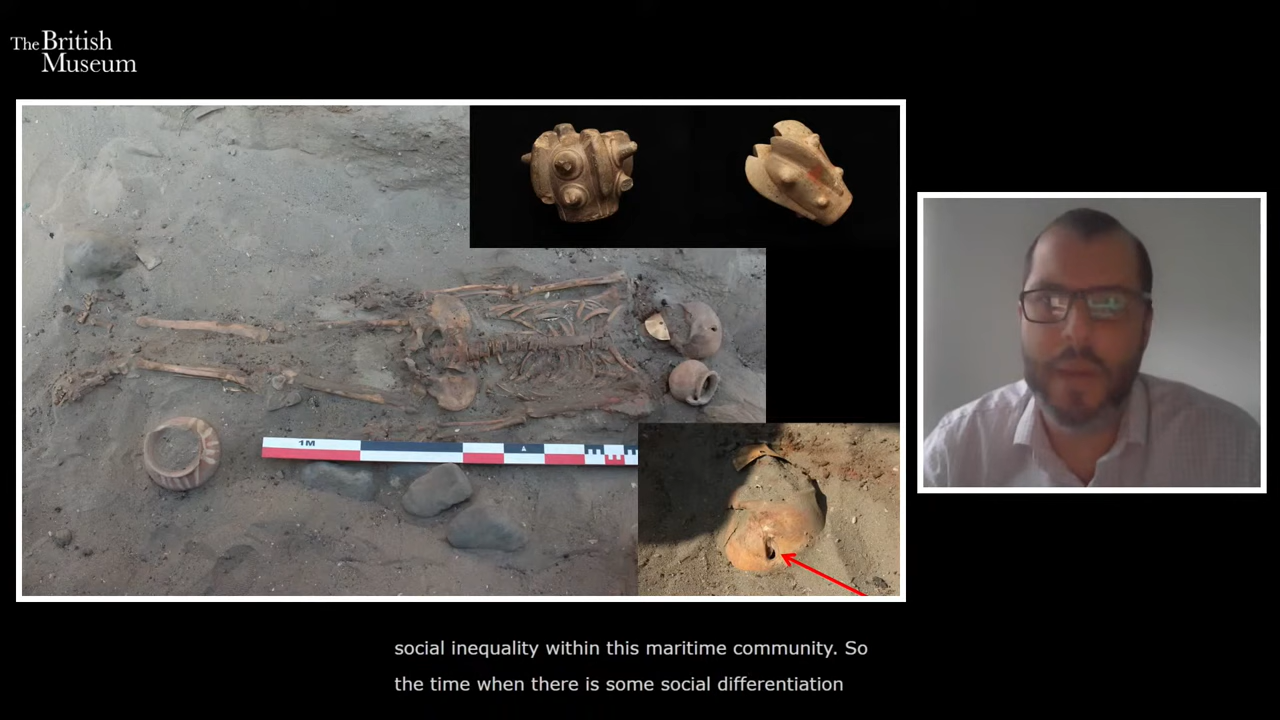 The British
Museum
1M
social inequality within this maritime community. So
the time when there is some social differentiation